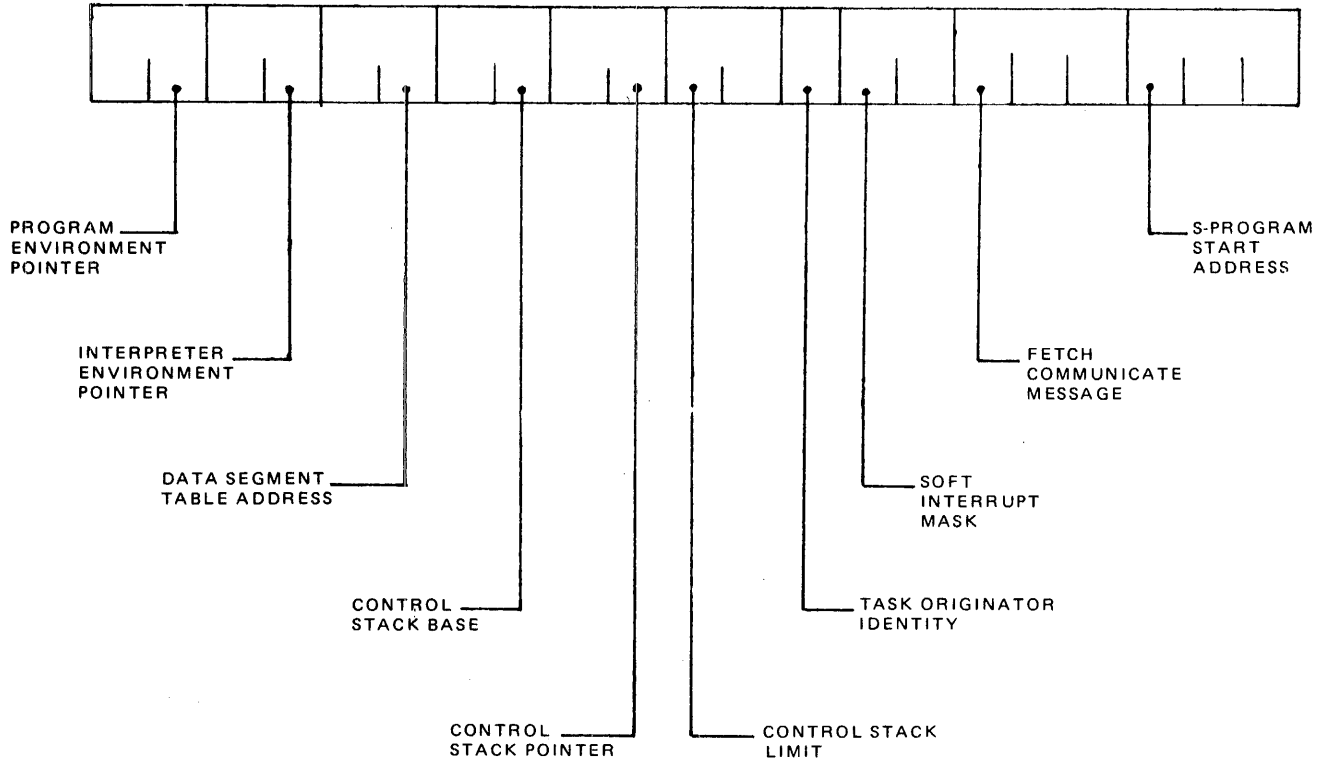 PROGRAM
ENVIRONMENT
POINTER
S-PROGRAM
START
ADDRESS
INTERPRETER
ENVIRONMENT
POINTER
FETCH
COMMUNICATE
MESSAGE
DATA SEGMENT
TABLE ADDRESS
SOFT
INTERRUPT
MASK
CONTROL
STACK BASE
TASK ORIGINATOR
IDENTITY
CONTROL
STACK POINTER
CONTROL STACK
LIMIT